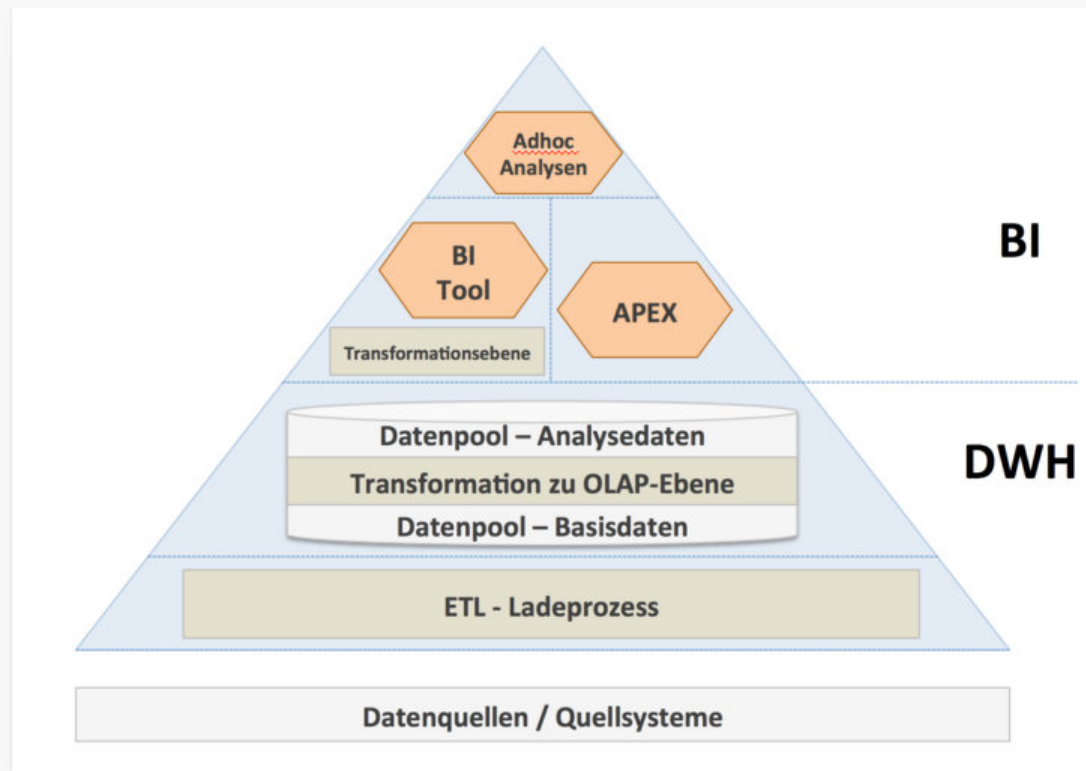 Adhoc
Analysen
BI
BI
Tool
APEX
Transformationsebene
Datenpool – Analysedaten
DWH
Transformation zu OLAP-Ebene
Datenpool – Basisdaten
ETL - Ladeprozess
Datenquellen / Quellsysteme